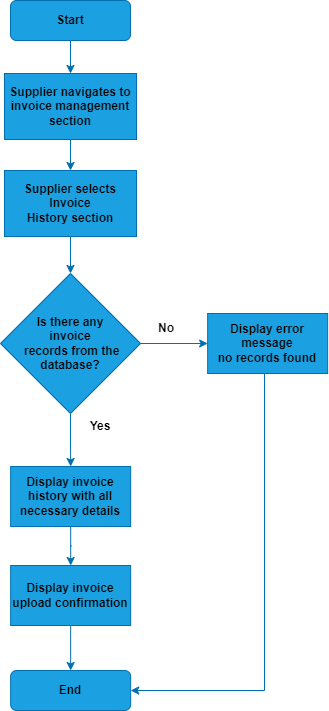 Start
Supplier navigates to
invoice management
section
Supplier selects
Invoice
History section
Is there any
invoice
records from the
database?
No
Display error
message
no records found
Yes
Display invoice
history with all
necessary details
Display invoice
upload confirmation
End